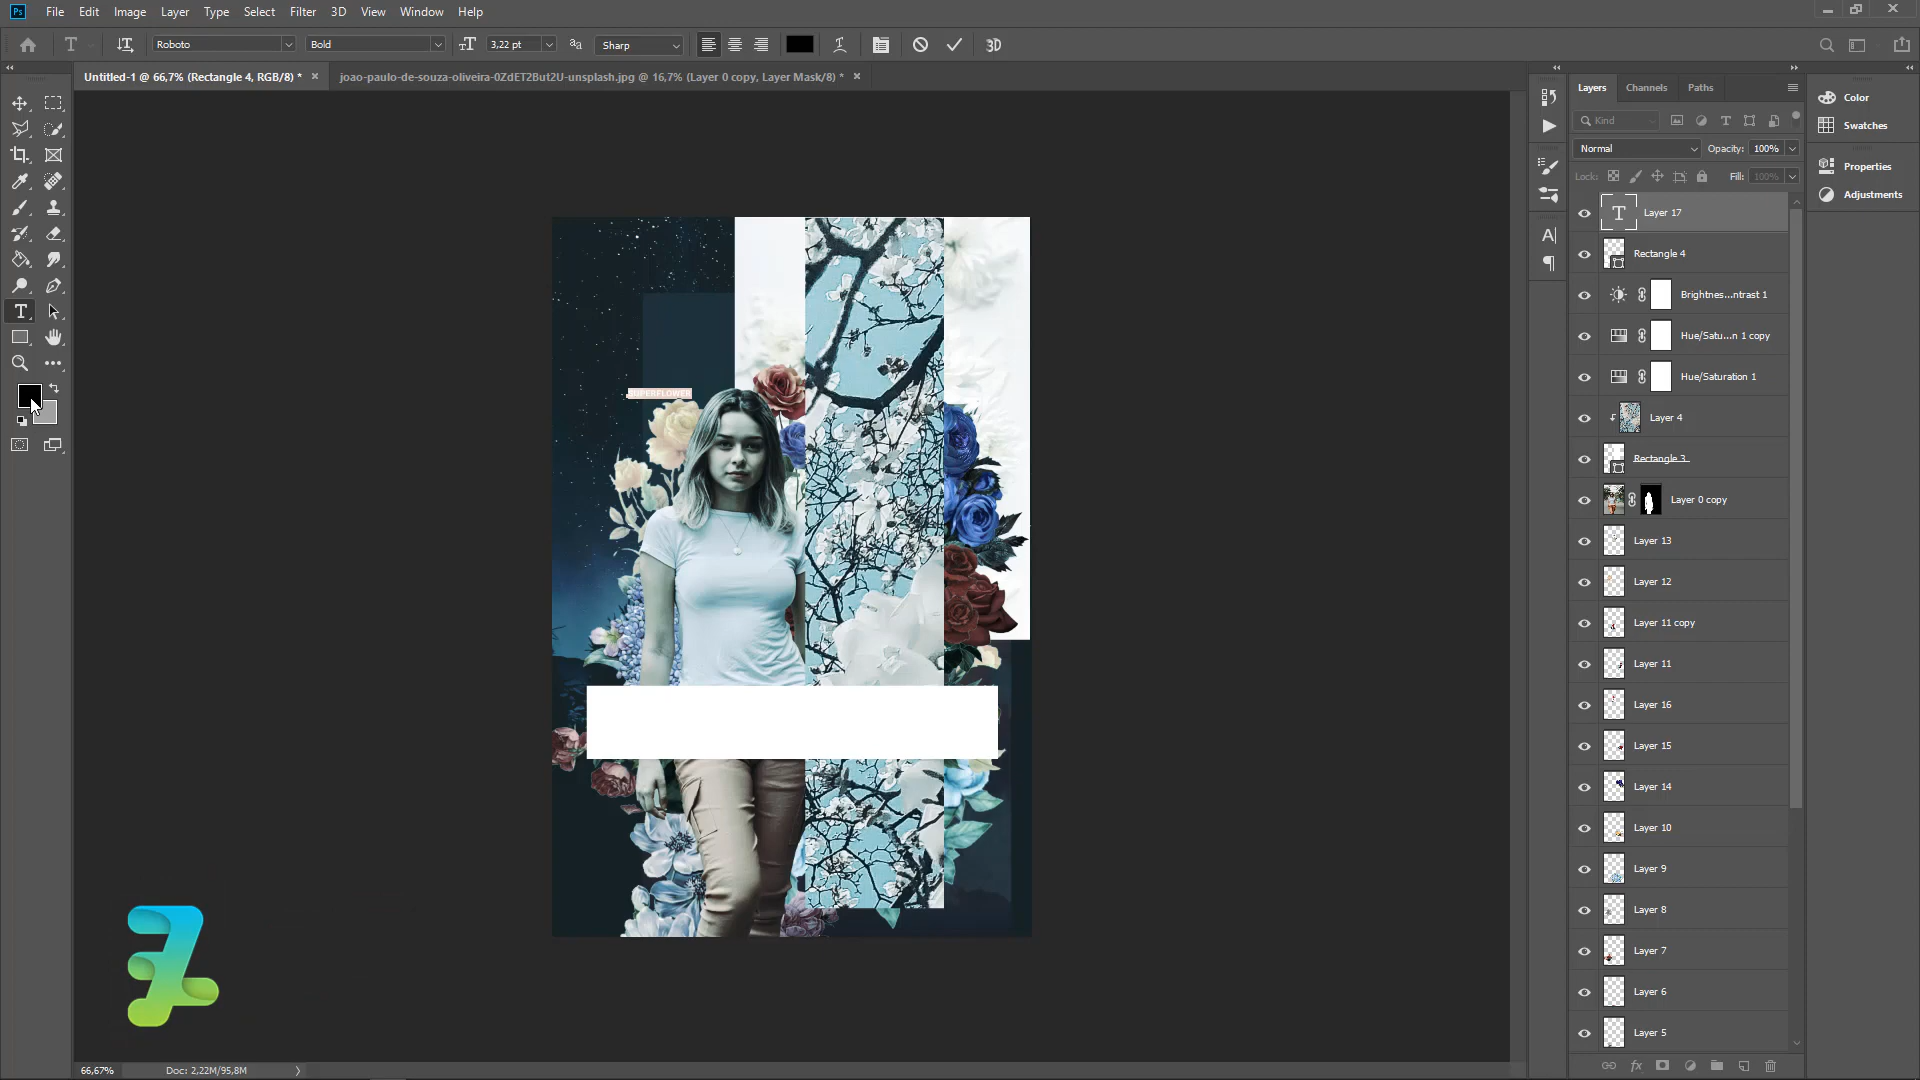 Ps File Edit Image Layer Type Select Filter 3D View Window Help
Roboto Bold 3,22 pt Sharp 3D
Untitled-1 @ 66,7% (Rectangle 4, RGB/8) * × joao-paulo-de-souza-oliveira-0ZdET2But2U-unsplash.jpg @ 16,7% (Layer 0 copy, Layer Mask/8) * ×
Layers Channels Paths
Kind
Normal Opacity: 100%
Lock: Fill: 100%
Color
Swatches
Properties
Adjustments
Layer 17
Rectangle 4
Brightnes...ntrast 1
Hue/Satu...n 1 copy
Hue/Saturation 1
Layer 4
Rectangle 3
Layer 0 copy
Layer 13
Layer 12
Layer 11 copy
Layer 11
Layer 16
Layer 15
Layer 14
Layer 10
Layer 9
Layer 8
Layer 7
Layer 6
Layer 5
SUPERFLOWER
66,67% Doc: 2,22M/95,8M